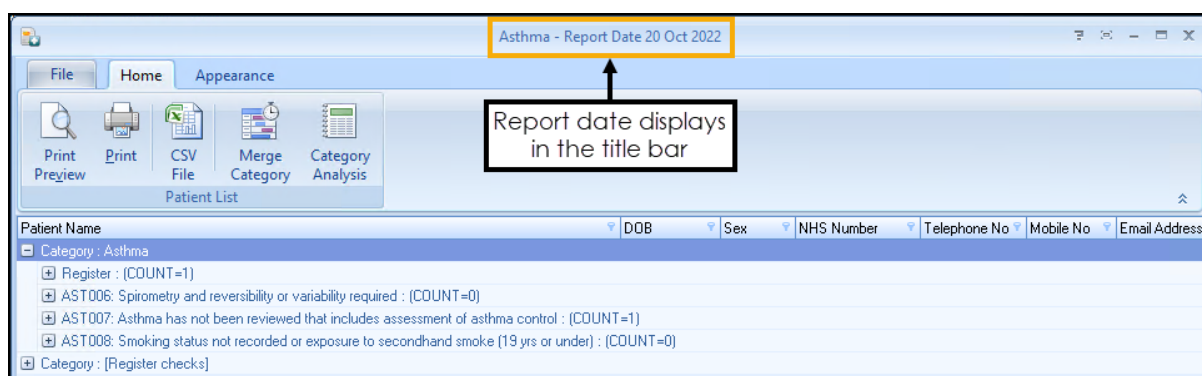 Asthma - Report Date 20 Oct 2022
File Home Appearance
Report date displays
in the title bar
Print Preview Print CSV File Merge Category Category Analysis
Patient List
Patient Name DOB Sex NHS Number Telephone No Mobile No Email Address
Category : Asthma
Register : (COUNT=1)
AST006: Spirometry and reversibility or variability required : (COUNT=0)
AST007: Asthma has not been reviewed that includes assessment of asthma control : (COUNT=1)
AST008: Smoking status not recorded or exposure to secondhand smoke (19 yrs or under) : (COUNT=0)
Category : [Register checks]